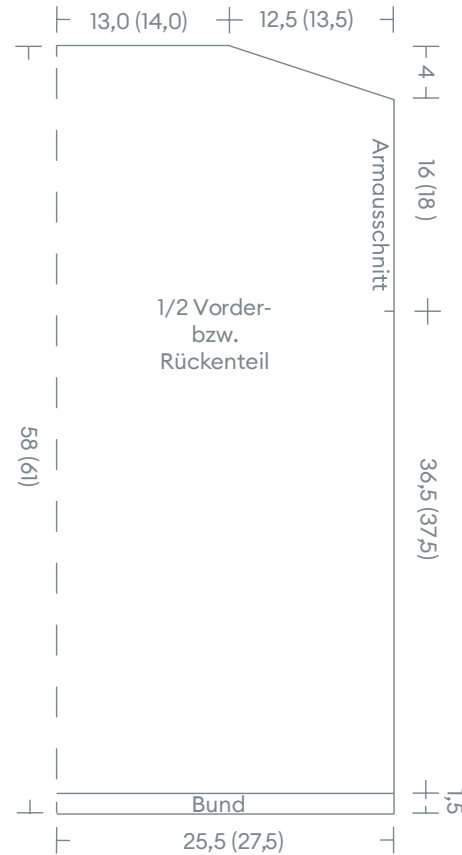 13,0 (14,0)
12,5 (13,5)
4
Armausschnitt
16 (18 )
1/2 Vorder-
bzw.
Rückenteil
58 (61)
36,5 (37,5)
Bund
1,5
25,5 (27,5)